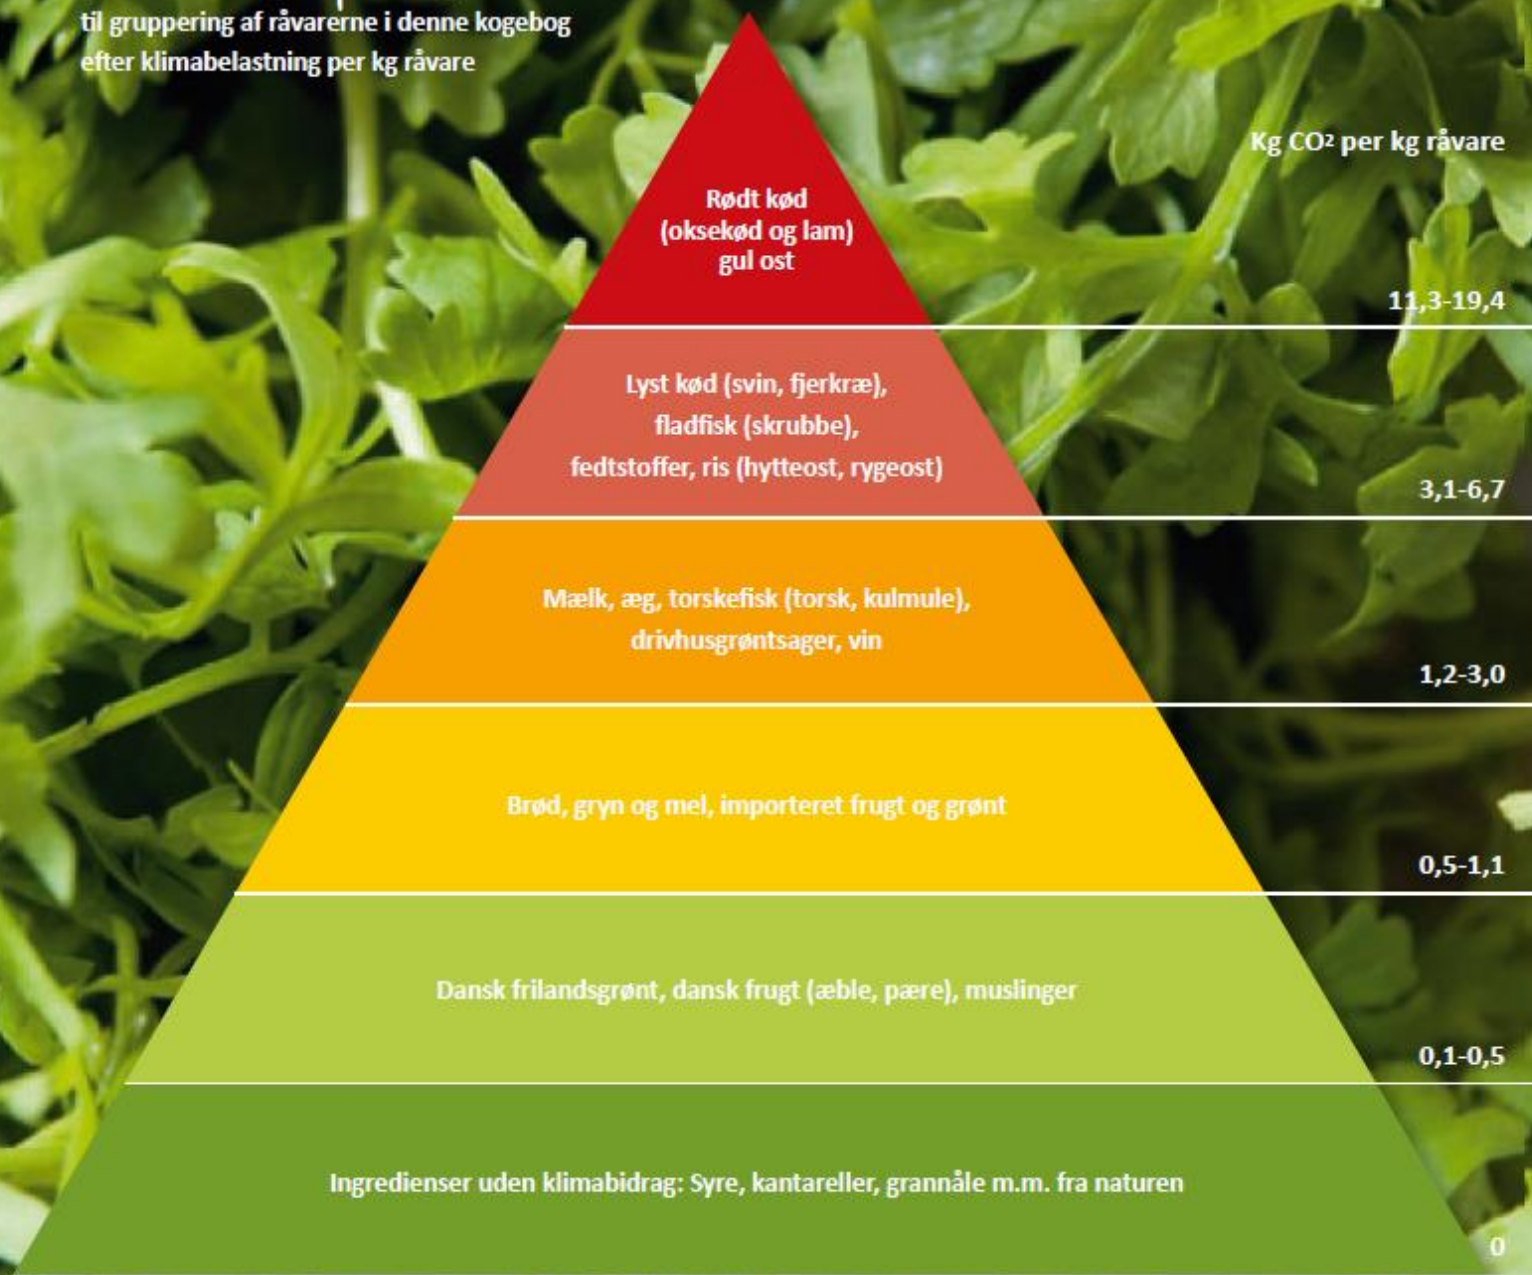 til gruppering af råvarerne i denne kogebog
efter klimabelastning per kg råvare
Kg CO2 per kg råvare
Rødt kød
(oksekød og lam)
gul ost
11,3-19,4
Lyst kød (svin, fjerkræ),
fladfisk (skrubbe),
fedtstoffer, ris (hytteost, rygeost)
3,1-6,7
Mælk, æg, torskefisk (torsk, kulmule),
drivhusgrøntsager, vin
1,2-3,0
Brød, gryn og mel, importeret frugt og grønt
0,5-1,1
Dansk frilandsgrønt, dansk frugt (æble, pære), muslinger
0,1-0,5
Ingredienser uden klimabidrag: Syre, kantareller, grannåle m.m. fra naturen
0